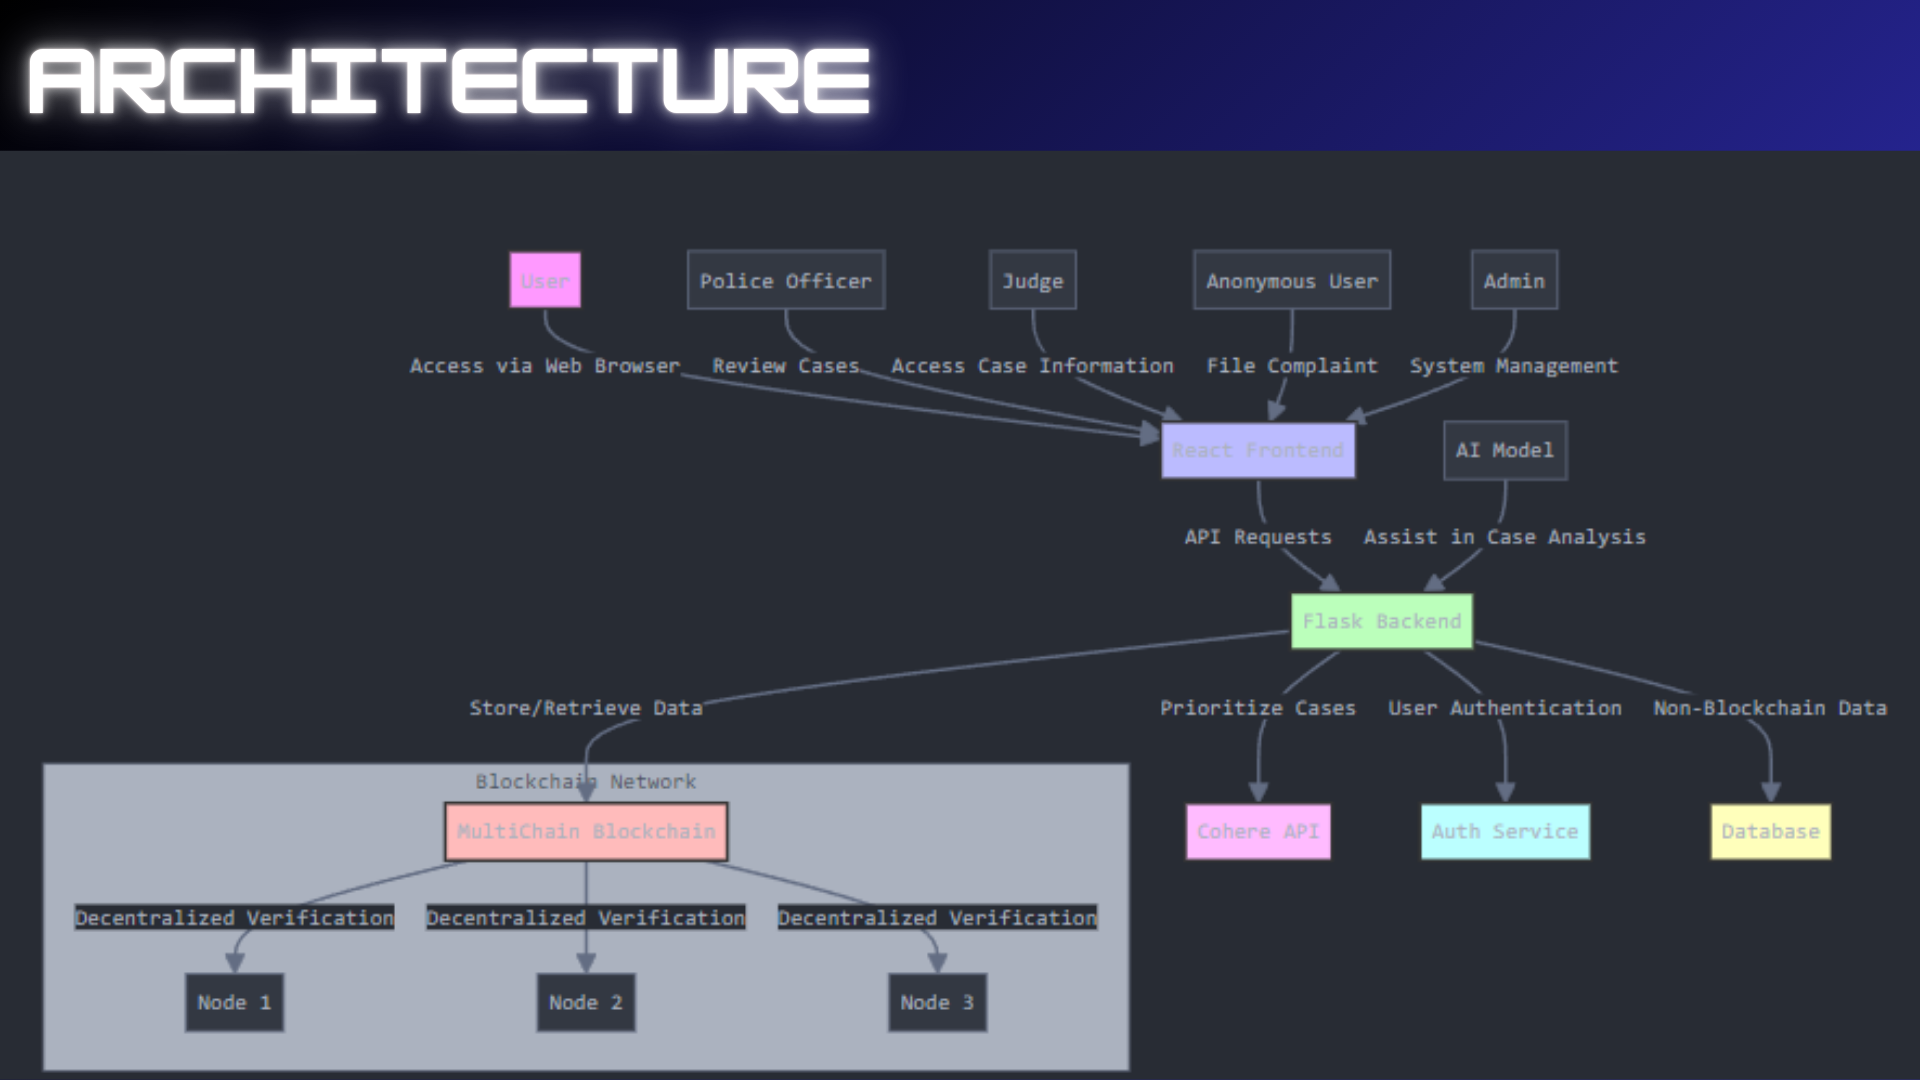 ARCHITECTURE
User
Police Officer
Judge
Anonymous User
Admin
Access via Web Browser
Review Cases
Access Case Information
File Complaint
System Management
React Frontend
AI Model
API Requests
Assist in Case Analysis
Flask Backend
Store/Retrieve Data
Prioritize Cases
User Authentication
Non-Blockchain Data
Blockchain Network
MultiChain Blockchain
Cohere API
Auth Service
Database
Decentralized Verification
Decentralized Verification
Decentralized Verification
Node 1
Node 2
Node 3